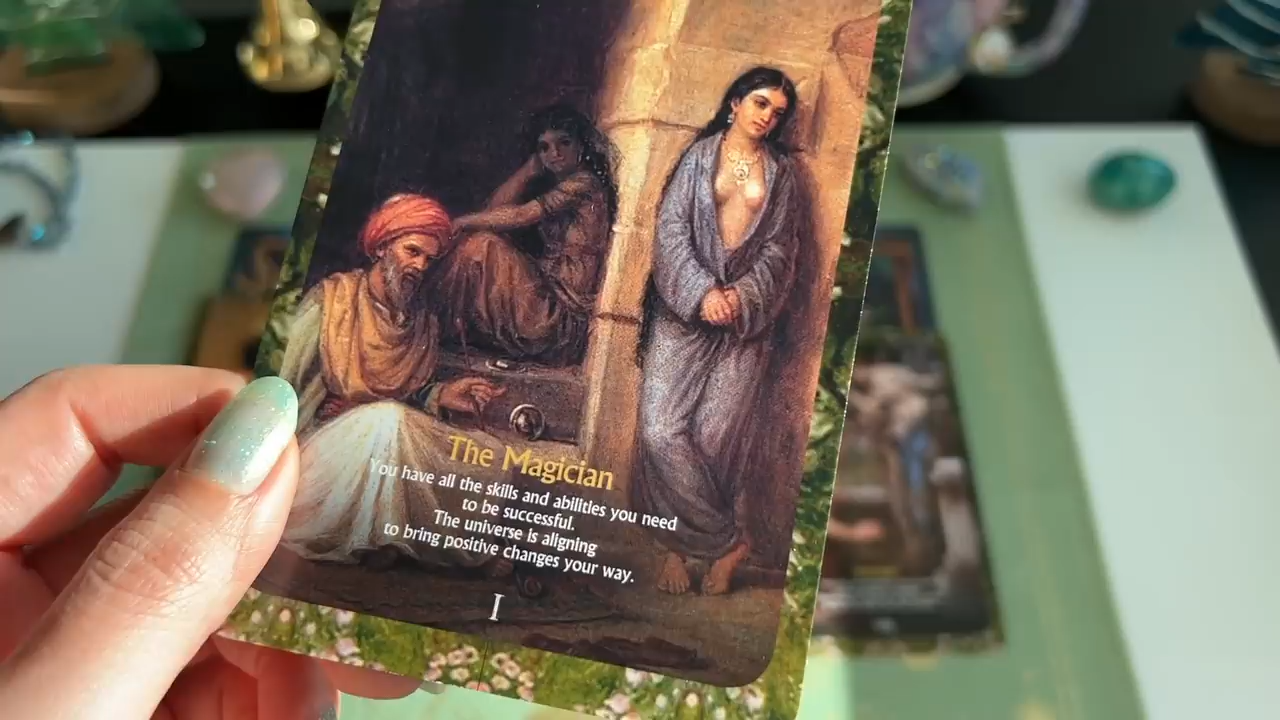 The Magician
You have all the skills and abilities you need
to be successful.
The universe is aligning
to bring positive changes your way.
I